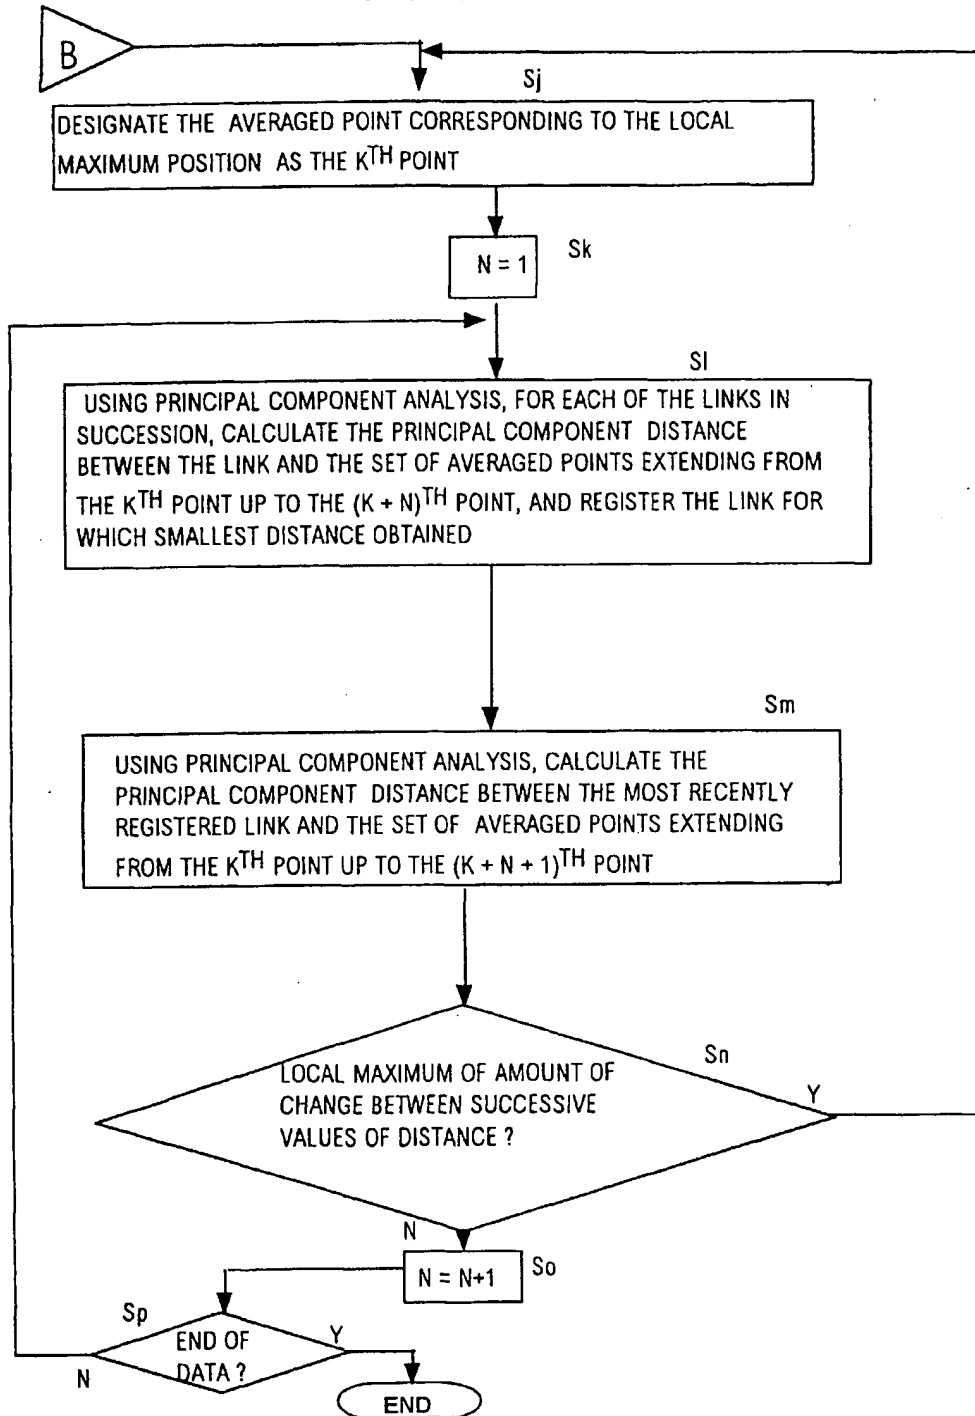 B
Sj
DESIGNATE THE AVERAGED POINT CORRESPONDING TO THE LOCAL
MAXIMUM POSITION AS THE KTH POINT
N = 1
Sk
Sl
USING PRINCIPAL COMPONENT ANALYSIS, FOR EACH OF THE LINKS IN
SUCCESSION, CALCULATE THE PRINCIPAL COMPONENT DISTANCE
BETWEEN THE LINK AND THE SET OF AVERAGED POINTS EXTENDING FROM
THE KTH POINT UP TO THE (K + N)TH POINT, AND REGISTER THE LINK FOR
WHICH SMALLEST DISTANCE OBTAINED
Sm
USING PRINCIPAL COMPONENT ANALYSIS, CALCULATE THE
PRINCIPAL COMPONENT DISTANCE BETWEEN THE MOST RECENTLY
REGISTERED LINK AND THE SET OF AVERAGED POINTS EXTENDING
FROM THE KTH POINT UP TO THE (K + N + 1)TH POINT
Sn
LOCAL MAXIMUM OF AMOUNT OF
CHANGE BETWEEN SUCCESSIVE
VALUES OF DISTANCE ?
Y
N
N = N+1
So
Sp
END OF
DATA ?
Y
N
END